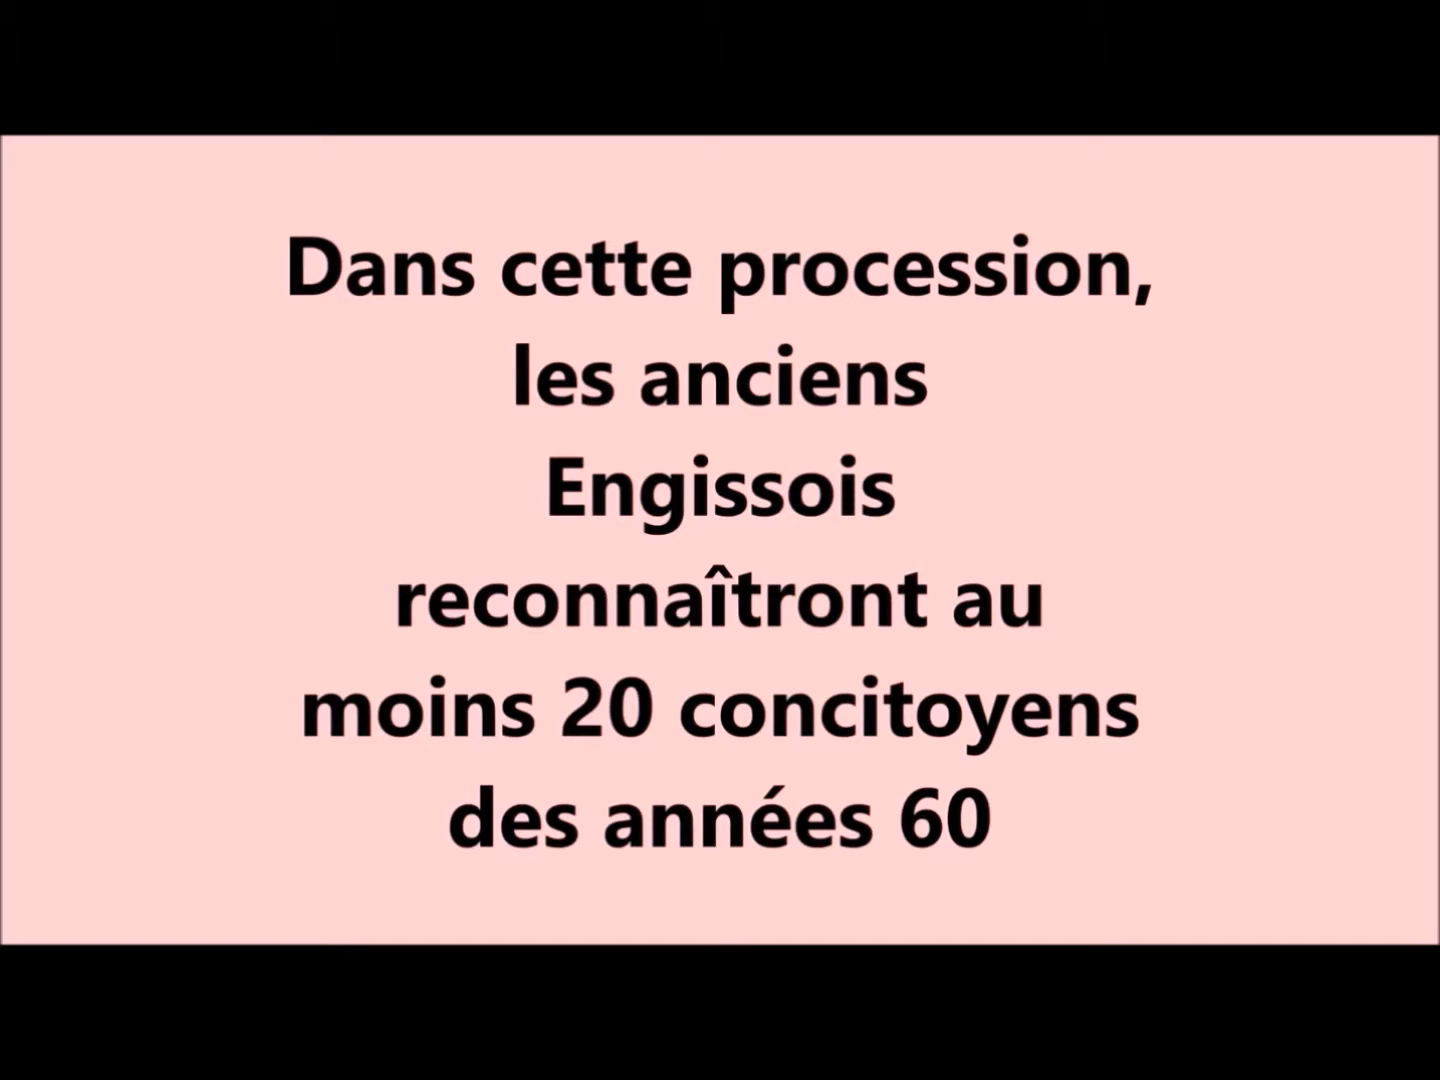 Dans cette procession,
les anciens
Engissois
reconnaîtront au
moins 20 concitoyens
des années 60